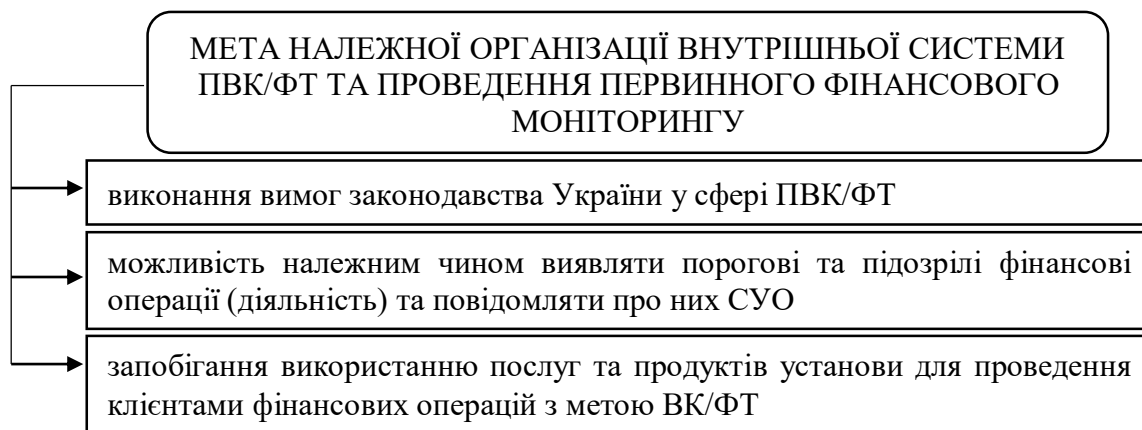 МЕТА НАЛЕЖНОЇ ОРГАНІЗАЦІЇ ВНУТРІШНЬОЇ СИСТЕМИ
ПВК/ФТ ТА ПРОВЕДЕННЯ ПЕРВИННОГО ФІНАНСОВОГО
МОНІТОРИНГУ
виконання вимог законодавства України у сфері ПВК/ФТ
можливість належним чином виявляти порогові та підозрілі фінансові
операції (діяльність) та повідомляти про них СУО
запобігання використанню послуг та продуктів установи для проведення
клієнтами фінансових операцій з метою ВК/ФТ